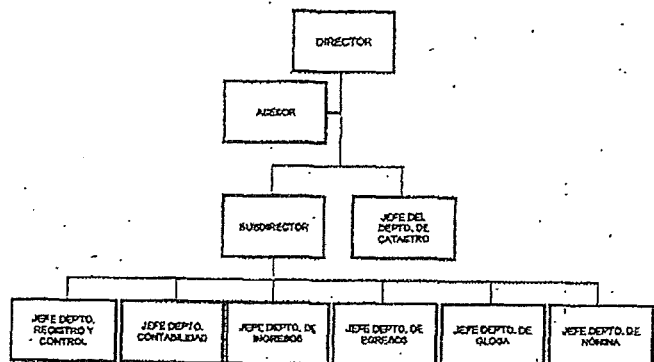 DIRECTOR
ASESOR
SUBDIRECTOR
JEFE DEL
DEPTO. DE
CATASTRO
JEFE DEPTO.
REGISTRO Y
CONTROL
JEFE DEPTO.
CONTABILIDAD
JEFE DEPTO. DE
INGRESOS
JEFE DEPTO. DE
EGRESOS
JEFE DEPTO. DE
GLOSA
JEFE DEPTO. DE
NÓMINA